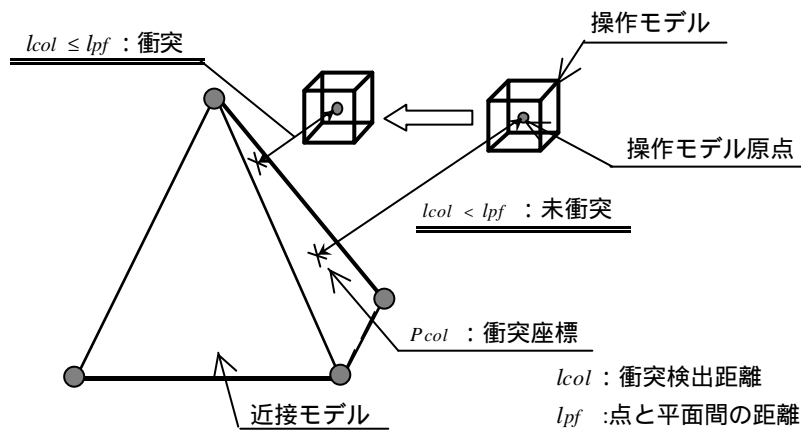 操作モデル
lcol ≤ lpf : 衝突
操作モデル原点
lcol < lpf : 未衝突
Pcol : 衝突座標
lcol : 衝突検出距離
lpf :点と平面間の距離
近接モデル